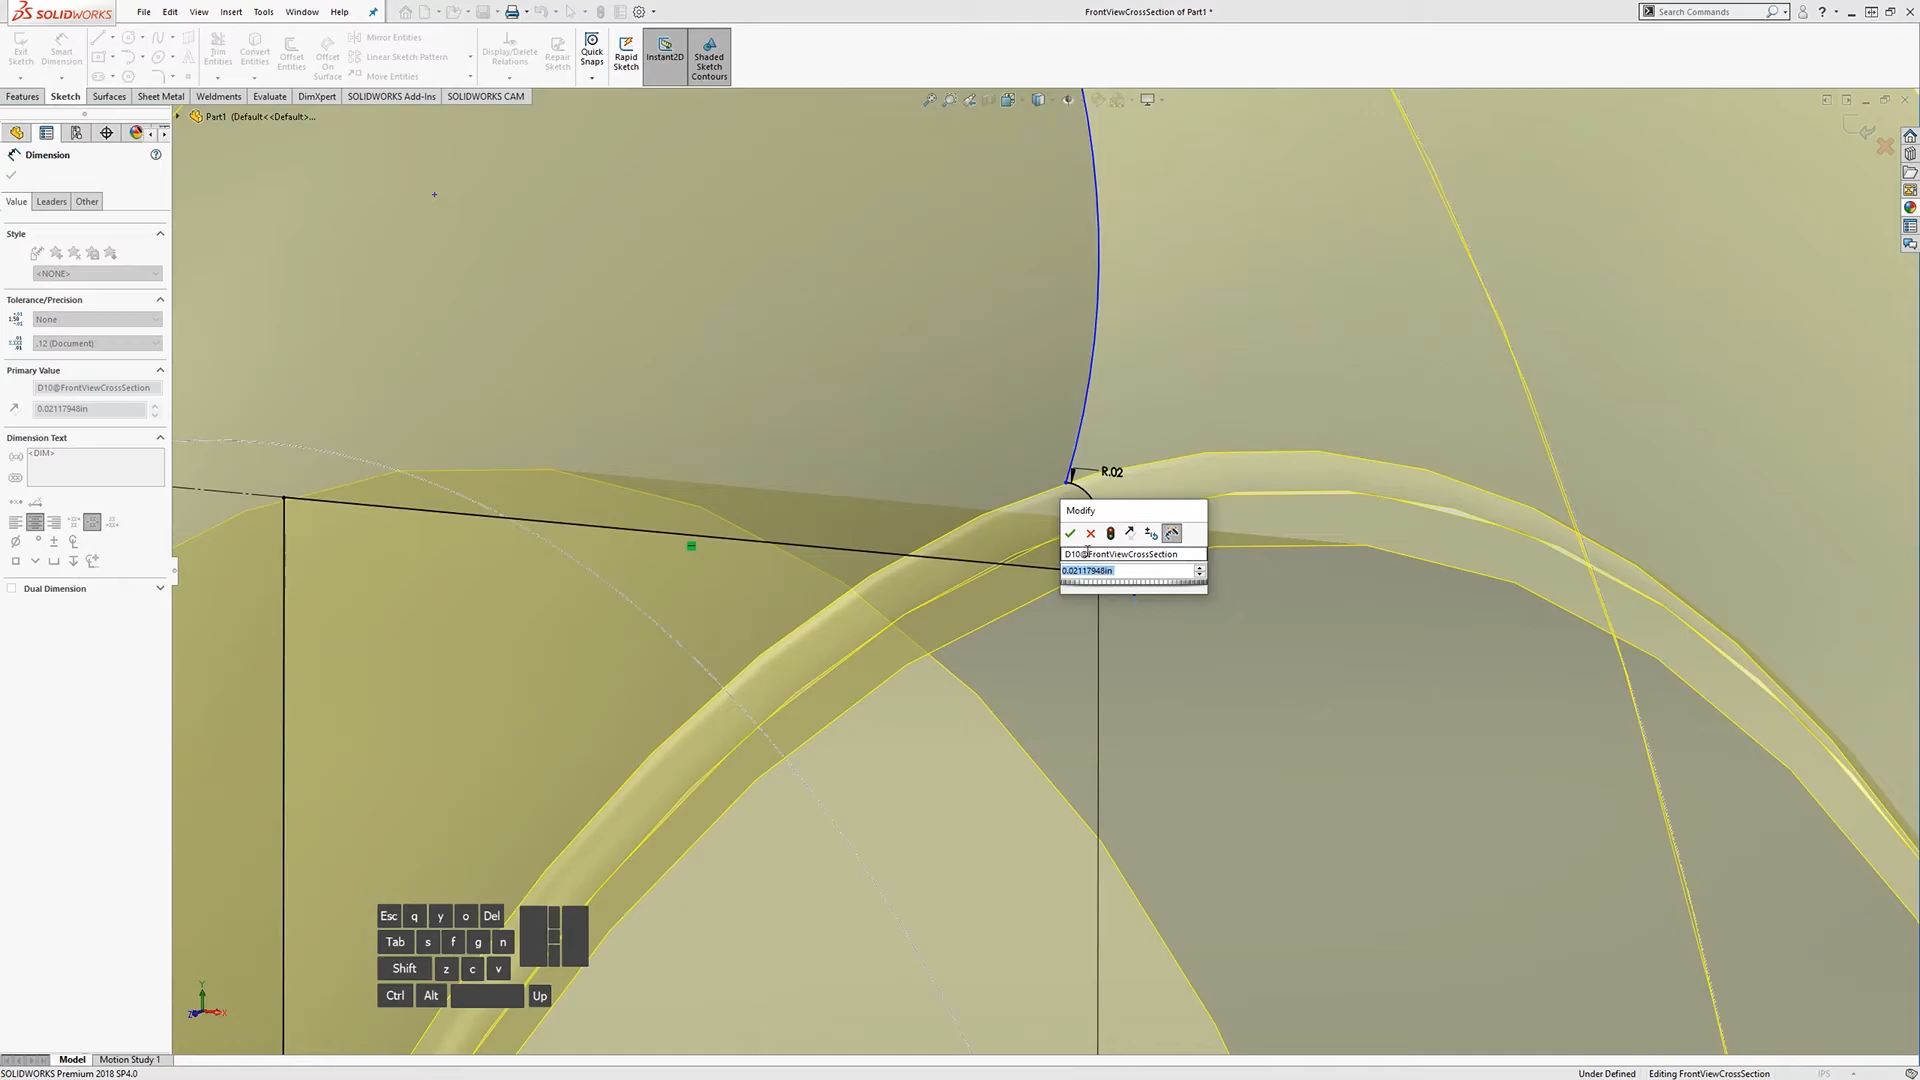 SOLIDWORKS
File Edit View Insert Tools Window Help
FrontViewCrossSection of Part1 *
Search Commands
Exit Sketch
Smart Dimension
Trim Entities
Convert Entities
Offset Entities
Offset On Surface
Mirror Entities
Linear Sketch Pattern
Move Entities
Display/Delete Relations
Repair Sketch
Quick Snaps
Rapid Sketch
Instant2D
Shaded Sketch Contours
Features Sketch Surfaces Sheet Metal Weldments Evaluate DimXpert SOLIDWORKS Add-Ins SOLIDWORKS CAM
Part1 (Default<<Default>...
Dimension
Value Leaders Other
Style
<NONE>
Tolerance/Precision
None
.12 (Document)
Primary Value
D10@FrontViewCrossSection
0.02117948in
Dimension Text
<DIM>
Dual Dimension
R.02
Modify
D10@FrontViewCrossSection
0.02117948in
Esc q y o Del
Tab s f g n
Shift z c v
Ctrl Alt Up
Y
X
Z
Model Motion Study 1
SOLIDWORKS Premium 2018 SP4.0
Under Defined Editing FrontViewCrossSection IPS